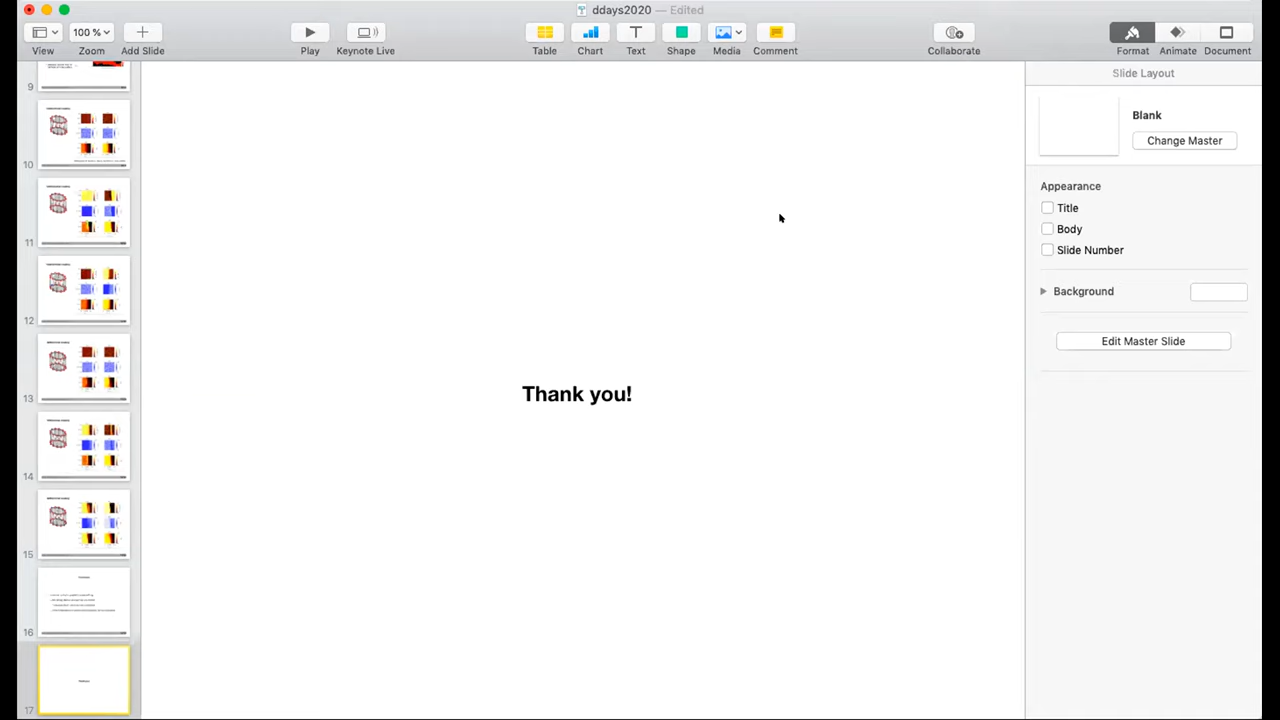 ddays2020 — Edited
100 %
View
Zoom
Add Slide
Play
Keynote Live
Table
Chart
Text
Shape
Media
Comment
Collaborate
Format
Animate
Document
Slide Layout
Blank
Change Master
Appearance
Title
Body
Slide Number
Background
Edit Master Slide
Thank you!
9
10
11
12
13
14
15
16
17